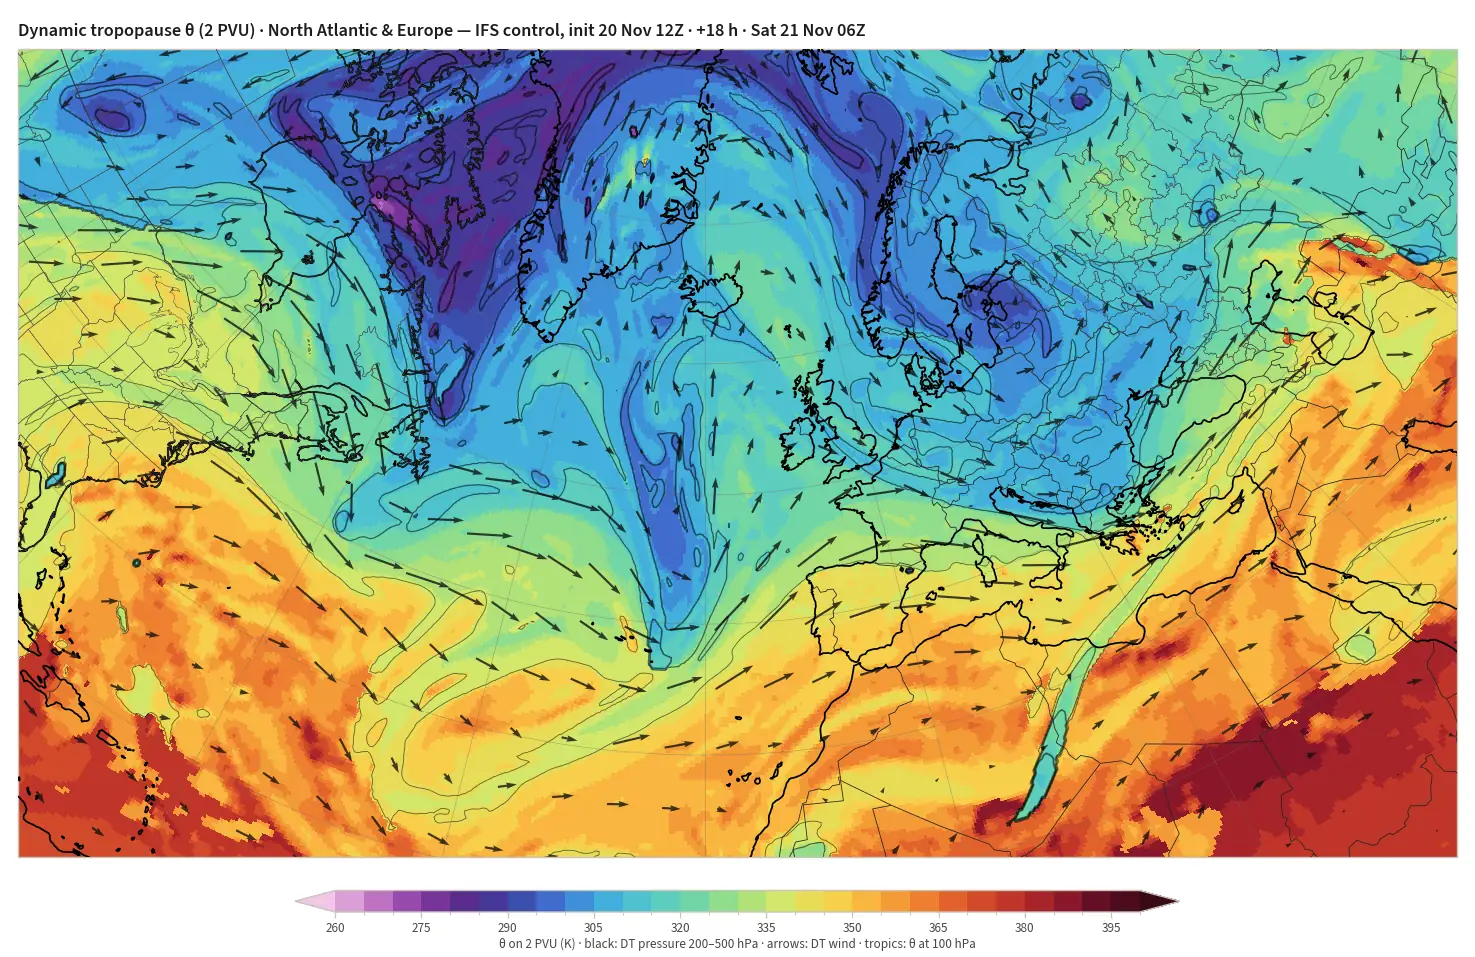 Dynamic tropopause θ (2 PVU) · North Atlantic & Europe — IFS control, init 20 Nov 12Z · +18 h · Sat 21 Nov 06Z
260 275 290 305 320 335 350 365 380 395
θ on 2 PVU (K) · black: DT pressure 200–500 hPa · arrows: DT wind · tropics: θ at 100 hPa